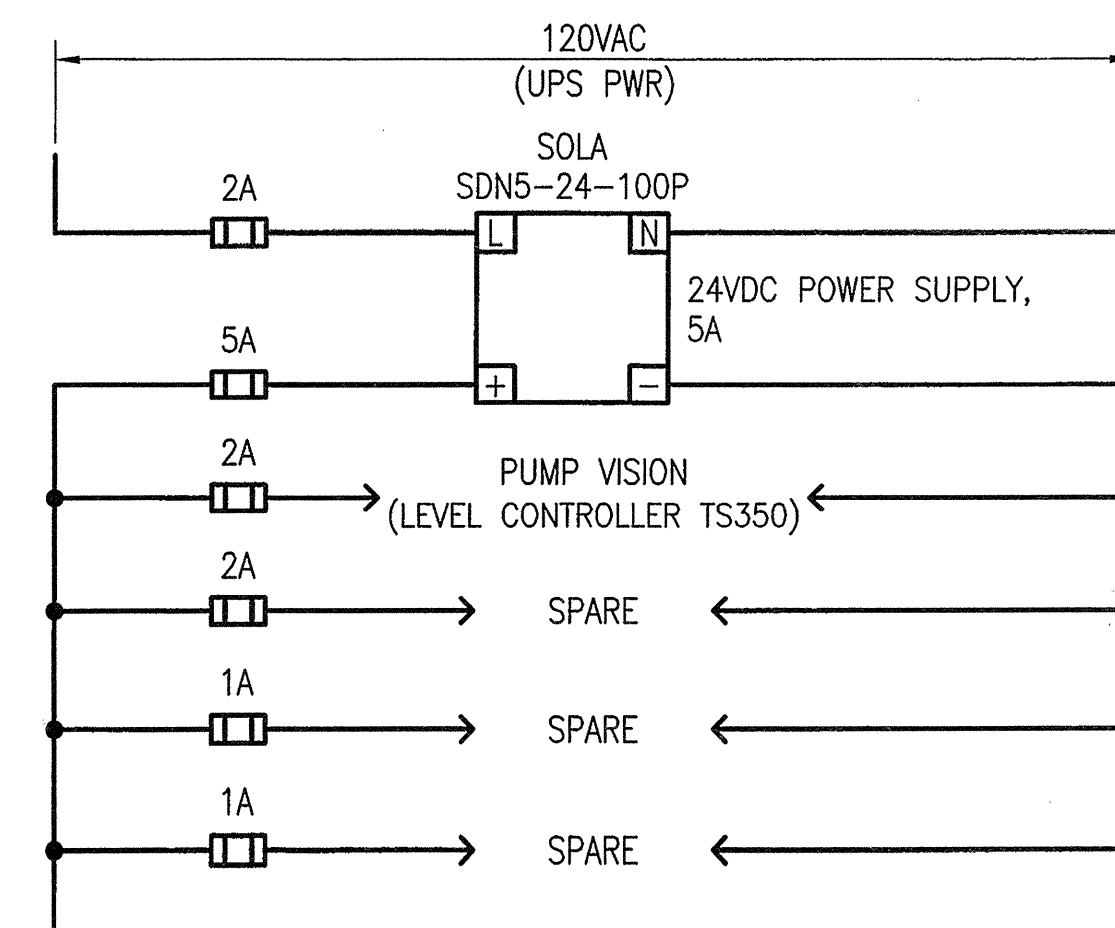 120VAC
(UPS PWR)
SOLA
SDN5-24-100P
2A
L
N
24VDC POWER SUPPLY,
5A
5A
+
-
2A
PUMP VISION
(LEVEL CONTROLLER TS350)
2A
SPARE
1A
SPARE
1A
SPARE